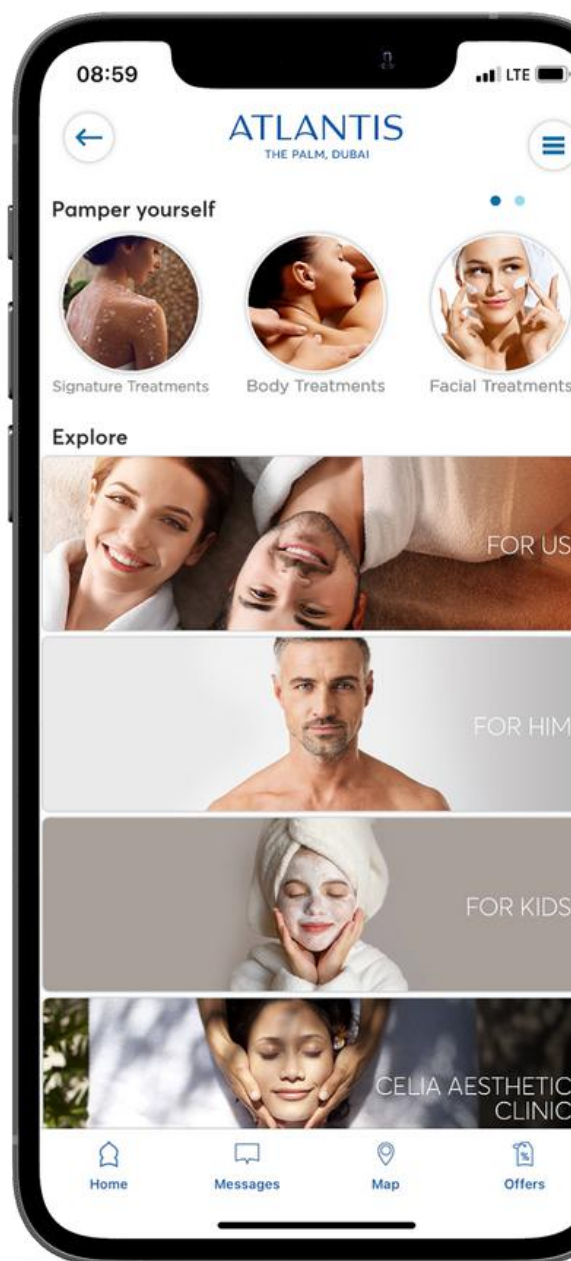 08:59
LTE
ATLANTIS
THE PALM, DUBAI
Pamper yourself
Signature Treatments
Body Treatments
Facial Treatments
Explore
FOR US
FOR HIM
FOR KIDS
CELIA AESTHETIC
CLINIC
Home
Messages
Map
%
Offers